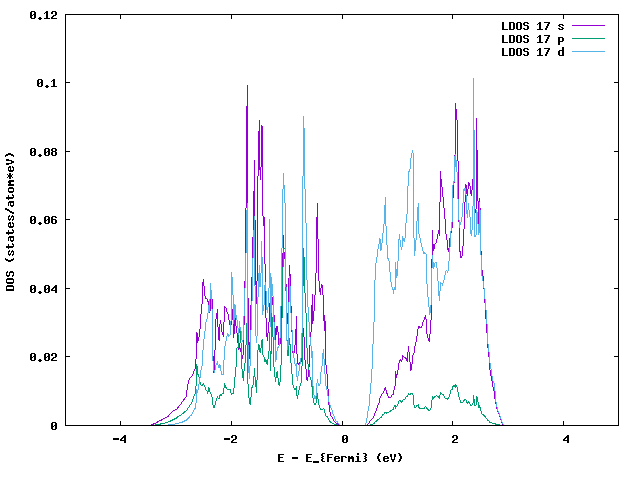 0.12
0.1
0.08
0.06
0.04
0.02
0
DOS (states/atom*eV)
LDOS 17 s
LDOS 17 p
LDOS 17 d
-4 -2 0 2 4
E - E_{Fermi} (eV)